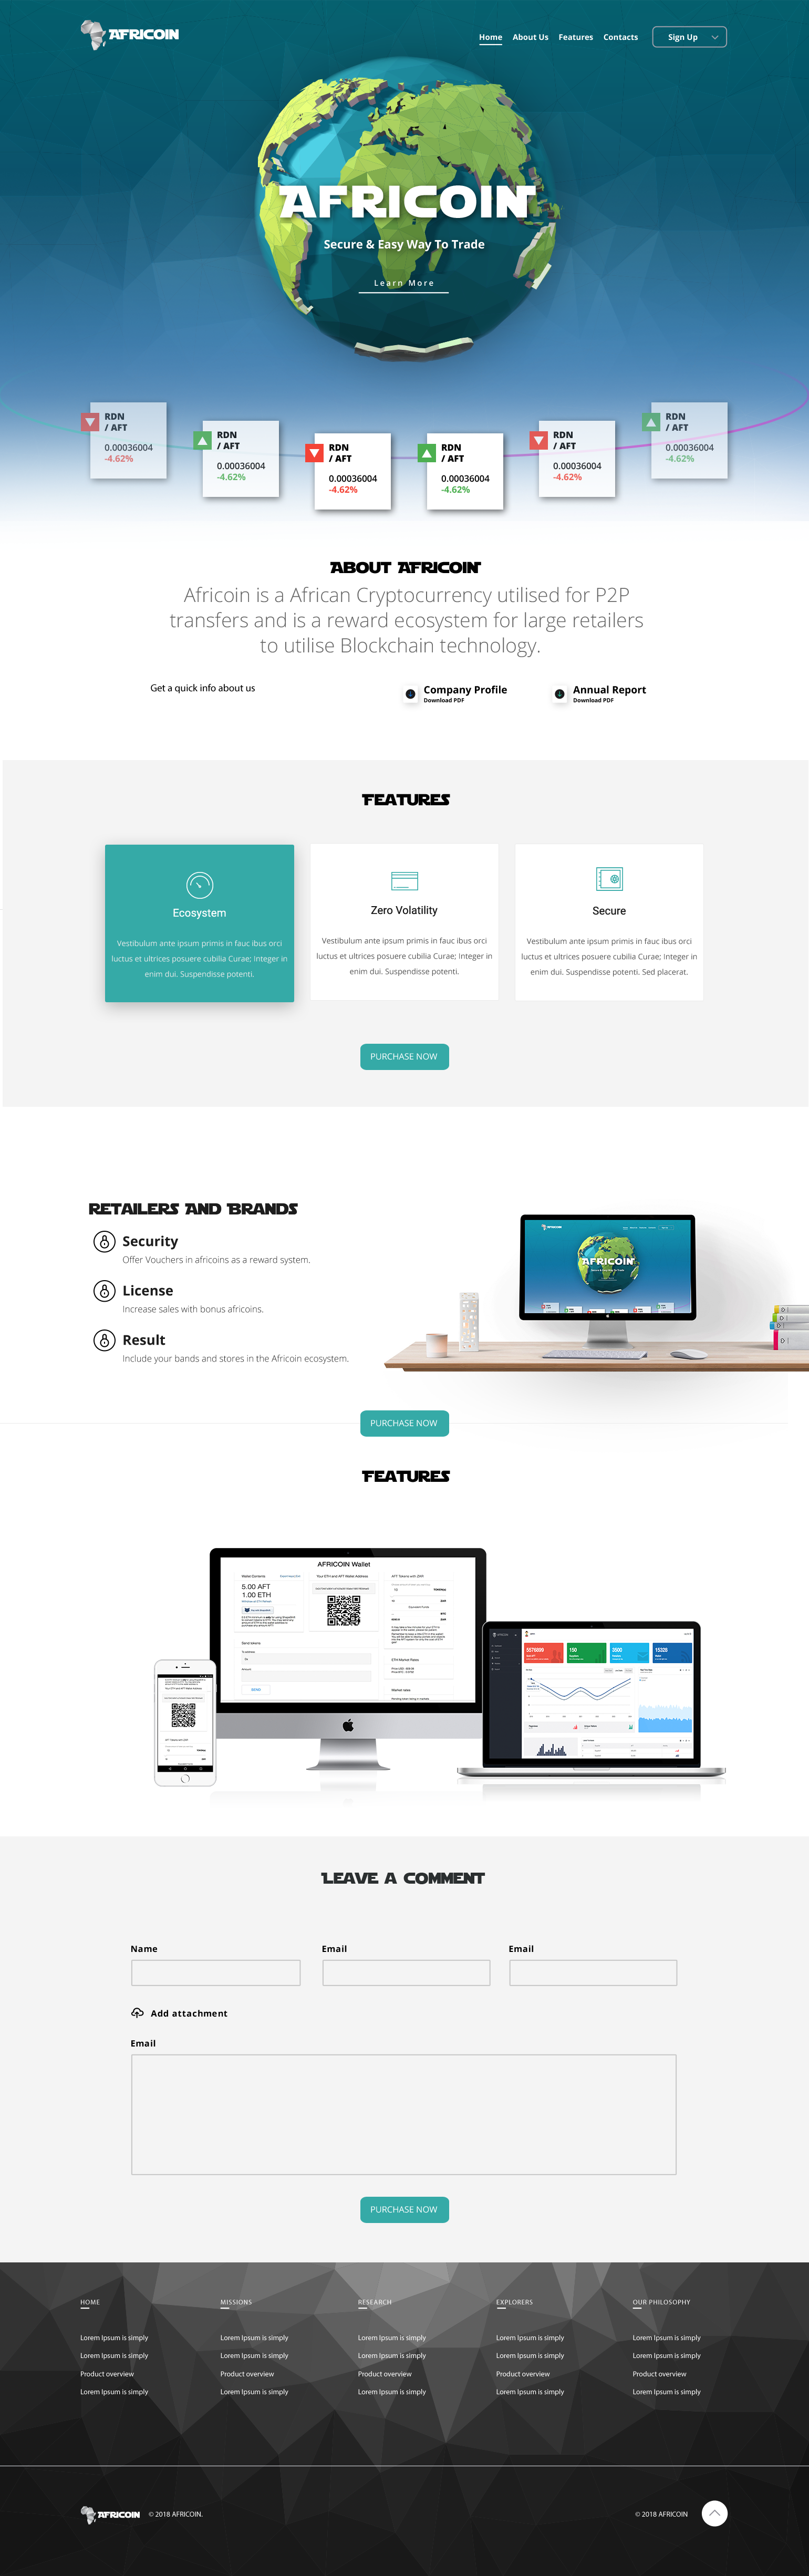 AFRICOIN
Home About Us Features Contacts Sign Up
AFRICOIN
Secure & Easy Way To Trade
Learn More
RDN
/ AFT
0.00036004
-4.62%
RDN
/ AFT
0.00036004
-4.62%
RDN
/ AFT
0.00036004
-4.62%
RDN
/ AFT
0.00036004
-4.62%
RDN
/ AFT
0.00036004
-4.62%
RDN
/ AFT
0.00036004
-4.62%
ABOUT AFRICOIN
Africoin is a African Cryptocurrency utilised for P2P
transfers and is a reward ecosystem for large retailers
to utilise Blockchain technology.
Get a quick info about us
Company Profile
Download PDF
Annual Report
Download PDF
FEATURES
Ecosystem
Vestibulum ante ipsum primis in fauc ibus orci
luctus et ultrices posuere cubilia Curae; Integer in
enim dui. Suspendisse potenti.
Zero Volatility
Vestibulum ante ipsum primis in fauc ibus orci
luctus et ultrices posuere cubilia Curae; Integer in
enim dui. Suspendisse potenti.
Secure
Vestibulum ante ipsum primis in fauc ibus orci
luctus et ultrices posuere cubilia Curae; Integer in
enim dui. Suspendisse potenti. Sed placerat.
PURCHASE NOW
RETAILERS AND BRANDS
Security
Offer Vouchers in africoins as a reward system.
License
Increase sales with bonus africoins.
Result
Include your bands and stores in the Africoin ecosystem.
AFRICOIN
PURCHASE NOW
FEATURES
AFRICOIN Wallet
5.00 AFT
1.00 ETH
Send tokens
Amount
SEND
ETH Market Rates
Market rates
5876999
150
3500
15328
LEAVE A COMMENT
Name
Email
Email
Add attachment
Email
PURCHASE NOW
HOME
Lorem Ipsum is simply
Lorem Ipsum is simply
Product overview
Lorem Ipsum is simply
MISSIONS
Lorem Ipsum is simply
Lorem Ipsum is simply
Product overview
Lorem Ipsum is simply
RESEARCH
Lorem Ipsum is simply
Lorem Ipsum is simply
Product overview
Lorem Ipsum is simply
EXPLORERS
Lorem Ipsum is simply
Lorem Ipsum is simply
Product overview
Lorem Ipsum is simply
OUR PHILOSOPHY
Lorem Ipsum is simply
Lorem Ipsum is simply
Product overview
Lorem Ipsum is simply
AFRICOIN © 2018 AFRICOIN.
© 2018 AFRICOIN